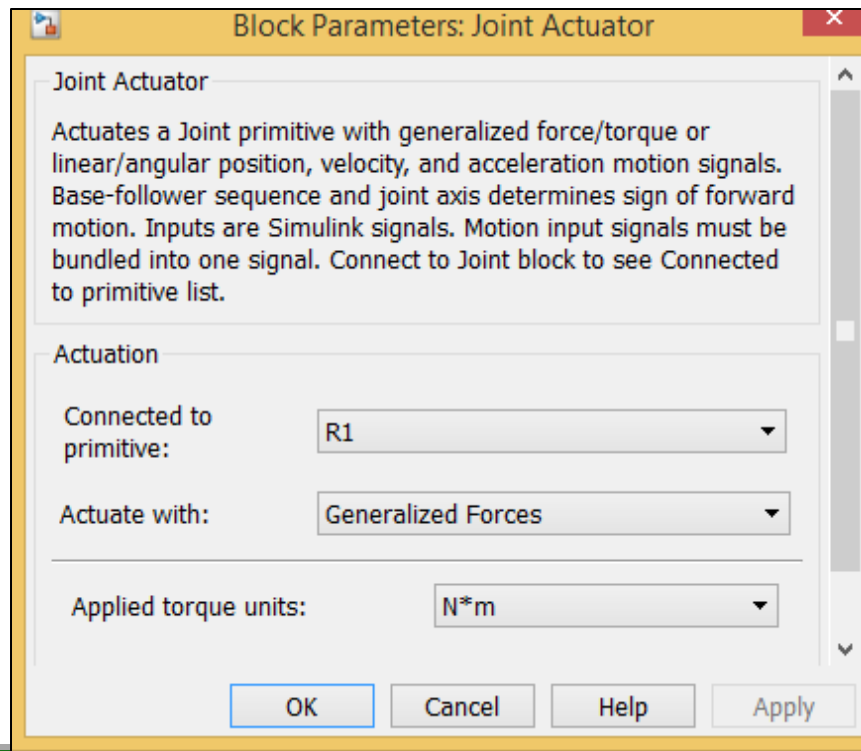 Block Parameters: Joint Actuator
Joint Actuator
Actuates a Joint primitive with generalized force/torque or
linear/angular position, velocity, and acceleration motion signals.
Base-follower sequence and joint axis determines sign of forward
motion. Inputs are Simulink signals. Motion input signals must be
bundled into one signal. Connect to Joint block to see Connected
to primitive list.
Actuation
Connected to
primitive:
R1
Actuate with:
Generalized Forces
Applied torque units:
N*m
OK
Cancel
Help
Apply